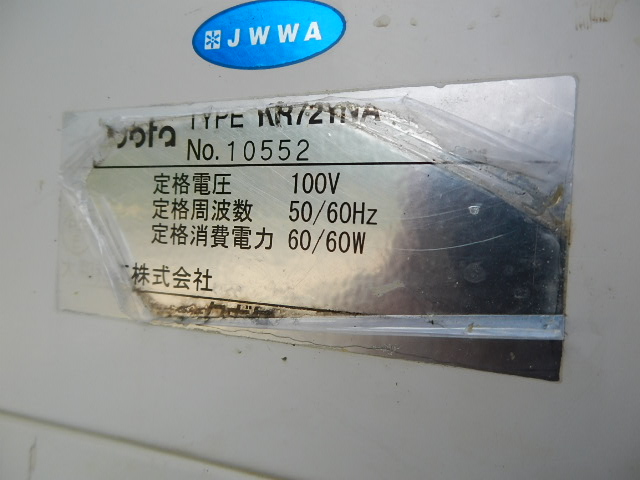 JWWA
TYPE KR72YNA
No.10552
定格電圧 100V
定格周波数 50/60Hz
定格消費電力 60/60W
株式会社